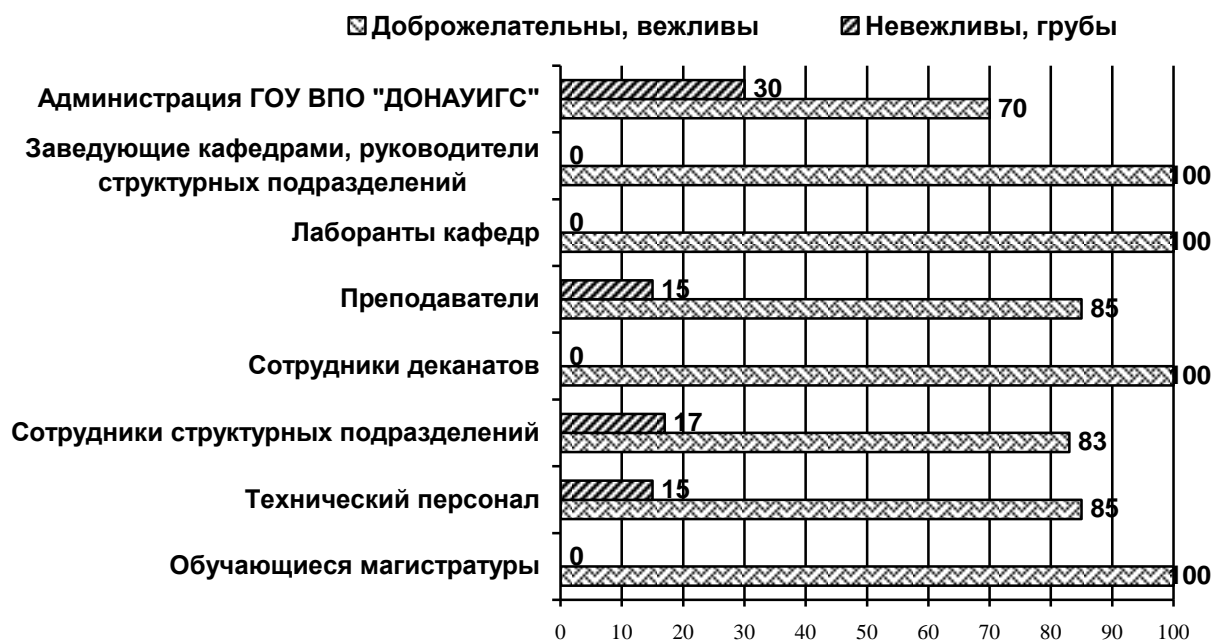 Доброжелательны, вежливы Невежливы, грубы
Администрация ГОУ ВПО "ДОНАУИГС"
30
70
Заведующие кафедрами, руководители
структурных подразделений
0
100
Лаборанты кафедр
0
100
Преподаватели
15
85
Сотрудники деканатов
0
100
Сотрудники структурных подразделений
17
83
Технический персонал
15
85
Обучающиеся магистратуры
0
100
0 10 20 30 40 50 60 70 80 90 100